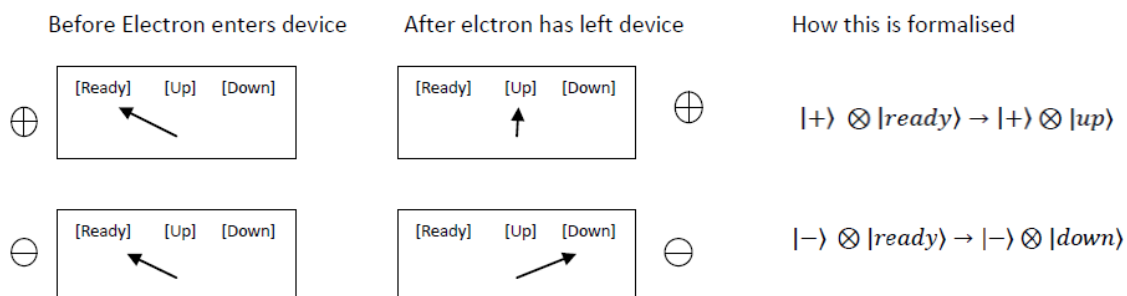 Before Electron enters device After elctron has left device How this is formalised
[Ready] [Up] [Down] [Ready] [Up] [Down]
|+⟩ ⊗ |ready⟩ → |+⟩ ⊗ |up⟩
[Ready] [Up] [Down] [Ready] [Up] [Down]
|−⟩ ⊗ |ready⟩ → |−⟩ ⊗ |down⟩